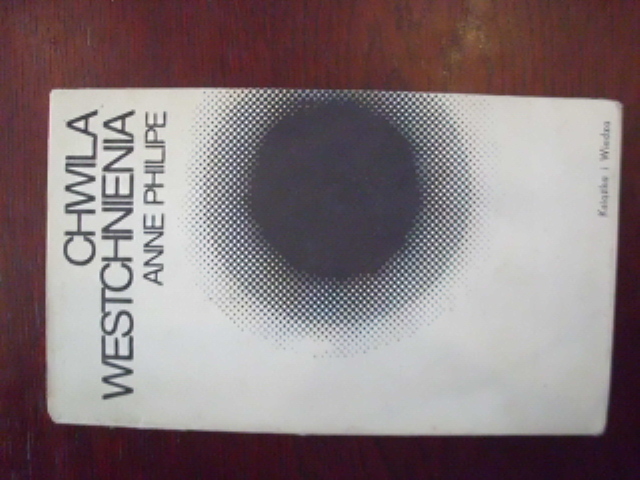 CHWILA
WESTCHNIENIA
ANNE PHILIPE
Książka i Wiedza